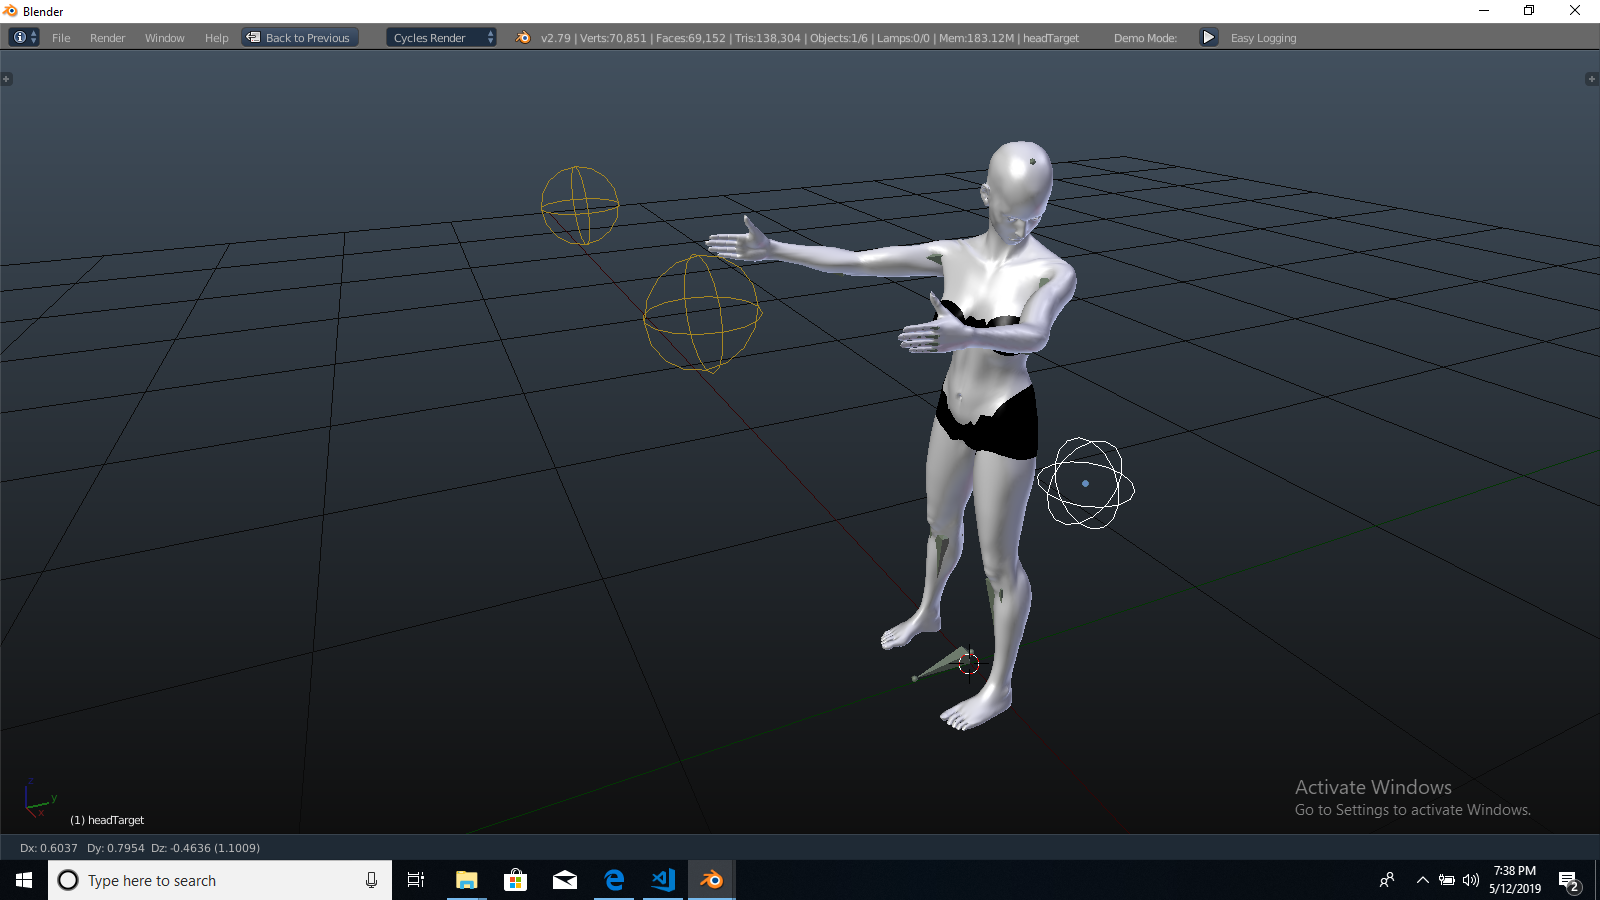 Blender
File Render Window Help Back to Previous Cycles Render v2.79 | Verts:70,851 | Faces:69,152 | Tris:138,304 | Objects:1/6 | Lamps:0/0 | Mem:183.12M | headTarget Demo Mode: Easy Logging
z
y
x
(1) headTarget
Activate Windows
Go to Settings to activate Windows.
Dx: 0.6037 Dy: 0.7954 Dz: -0.4636 (1.1009)
Type here to search
7:38 PM
5/12/2019
2